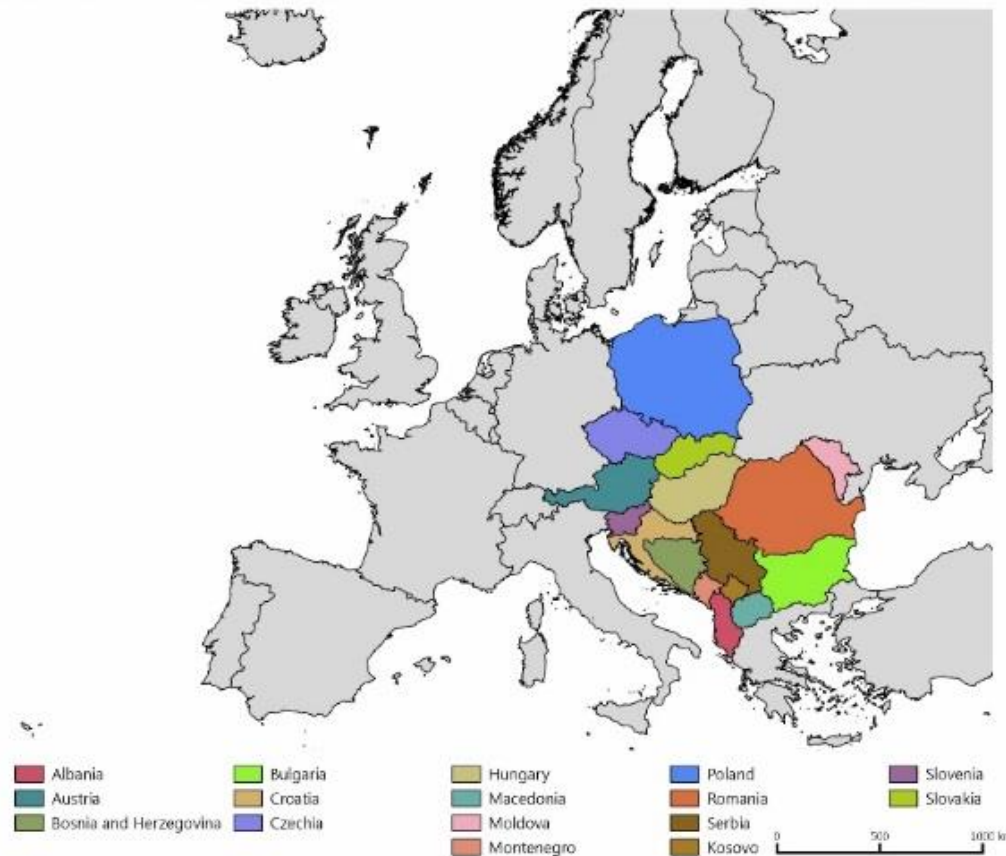 Albania
Austria
Bosnia and Herzegovina
Bulgaria
Croatia
Czechia
Hungary
Macedonia
Moldova
Montenegro
Poland
Romania
Serbia
Kosovo
Slovenia
Slovakia
0 500 1000 k